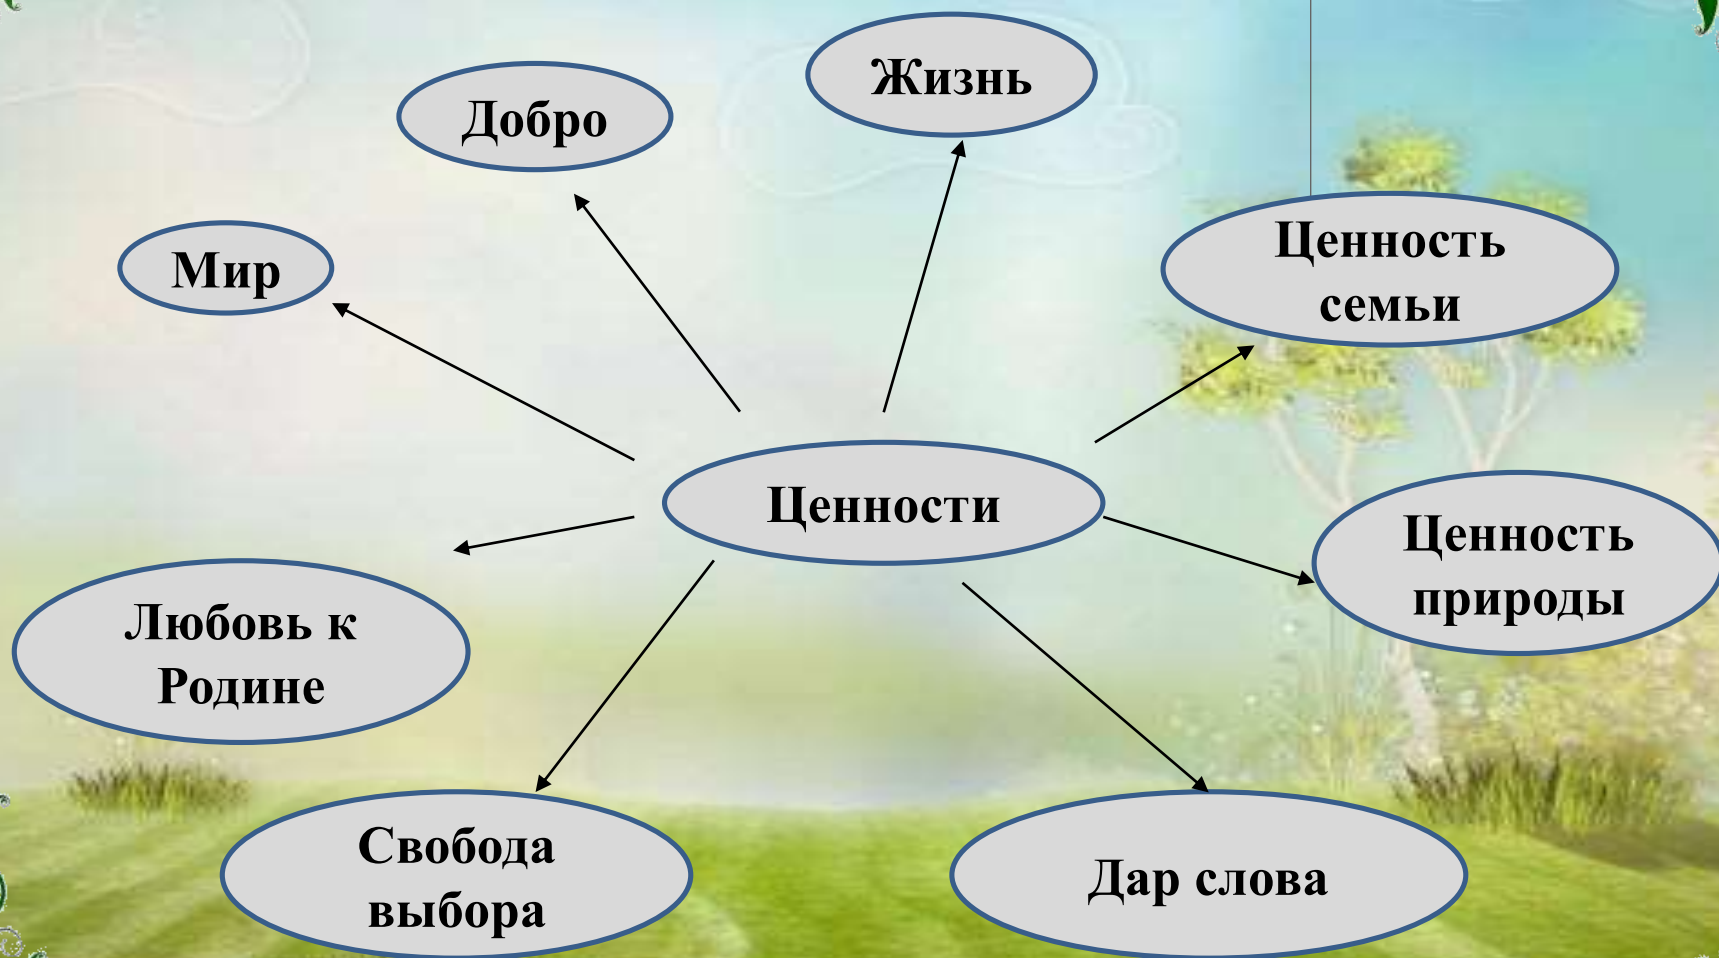 Жизнь
Добро
Мир
Ценность
семьи
Ценности
Ценность
природы
Любовь к
Родине
Свобода
выбора
Дар слова